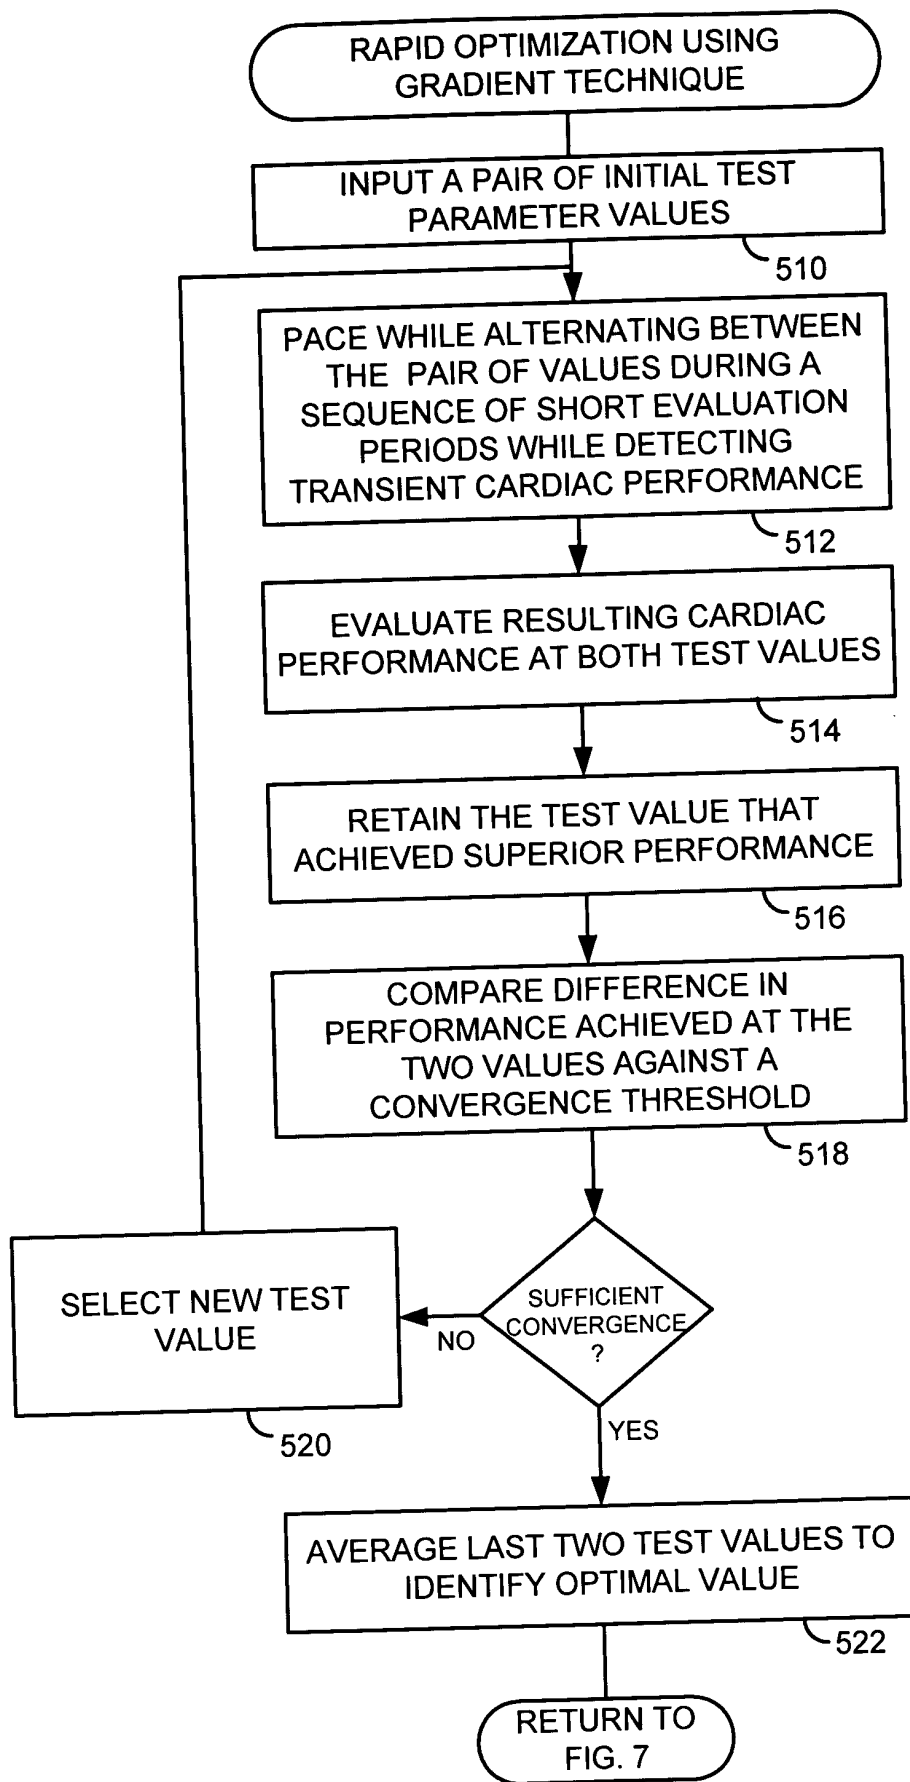 RAPID OPTIMIZATION USING
GRADIENT TECHNIQUE
INPUT A PAIR OF INITIAL TEST
PARAMETER VALUES
510
PACE WHILE ALTERNATING BETWEEN
THE PAIR OF VALUES DURING A
SEQUENCE OF SHORT EVALUATION
PERIODS WHILE DETECTING
TRANSIENT CARDIAC PERFORMANCE
512
EVALUATE RESULTING CARDIAC
PERFORMANCE AT BOTH TEST VALUES
514
RETAIN THE TEST VALUE THAT
ACHIEVED SUPERIOR PERFORMANCE
516
COMPARE DIFFERENCE IN
PERFORMANCE ACHIEVED AT THE
TWO VALUES AGAINST A
CONVERGENCE THRESHOLD
518
SUFFICIENT
CONVERGENCE
?
NO
SELECT NEW TEST
VALUE
520
YES
AVERAGE LAST TWO TEST VALUES TO
IDENTIFY OPTIMAL VALUE
522
RETURN TO
FIG. 7